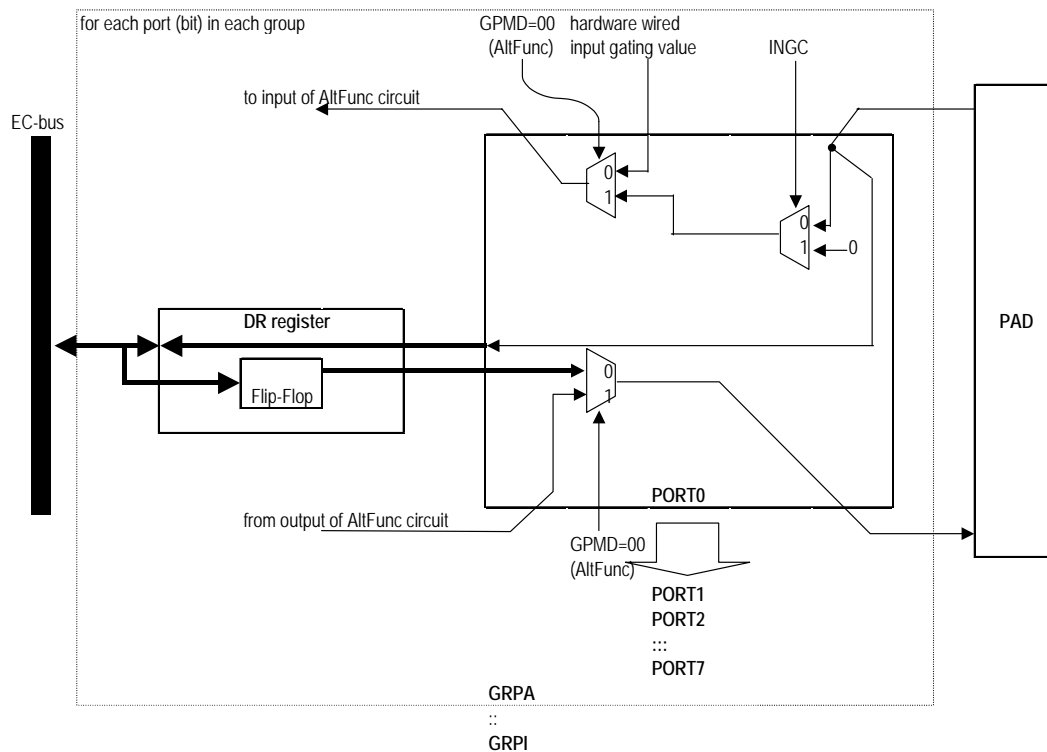 for each port (bit) in each group
GPMD=00
(AltFunc)
hardware wired
input gating value
INGC
to input of AltFunc circuit
EC-bus
0
1
0
1
0
DR register
PAD
Flip-Flop
0
1
PORT0
from output of AltFunc circuit
GPMD=00
(AltFunc)
PORT1
PORT2
:::
PORT7
GRPA
::
GRPI